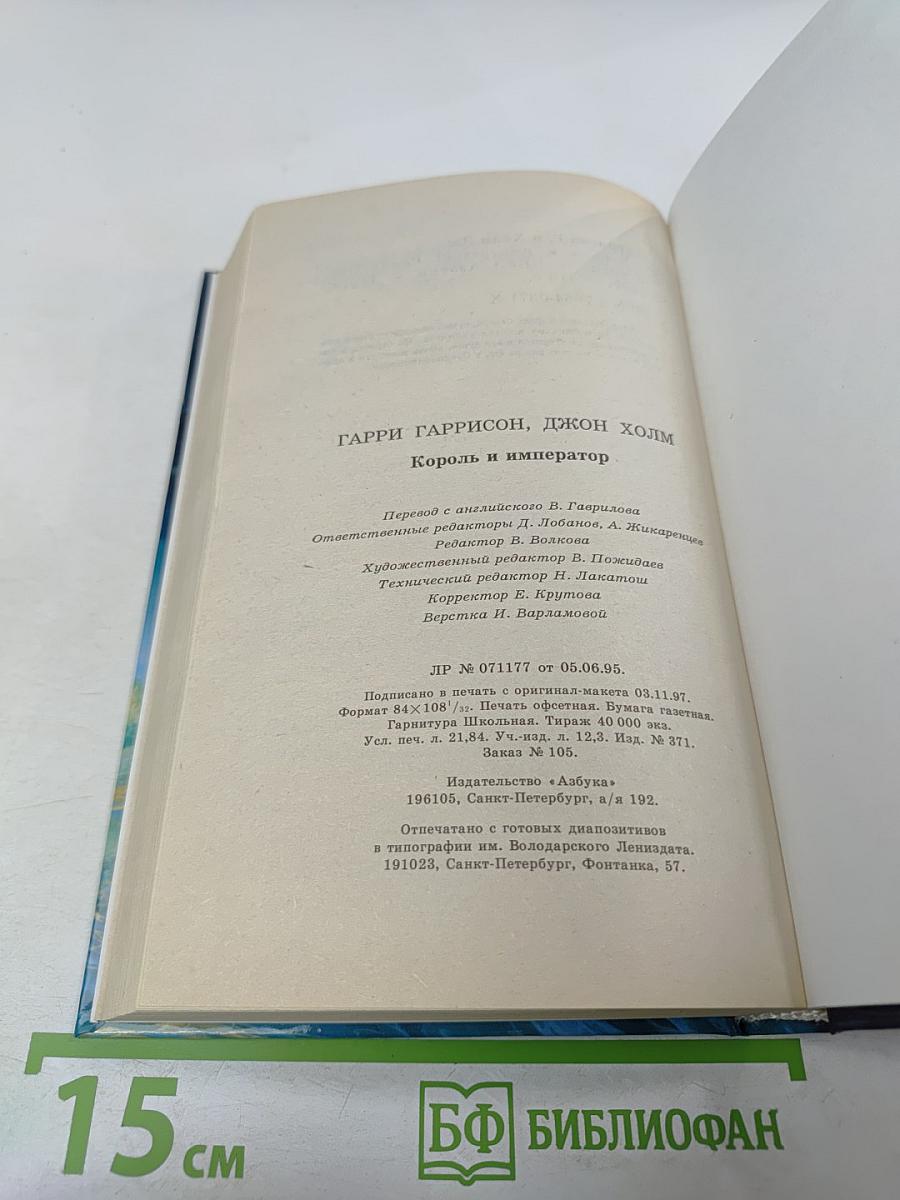 ГАРРИ ГАРРИСОН, ДЖОН ХОЛМ
Король и император
Перевод с английского В. Гаврилова
Ответственные редакторы Д. Лобанов, А. Жикаренцев
Редактор В. Волкова
Художественный редактор В. Пожидаев
Технический редактор Н. Лакатош
Корректор Е. Крутова
Верстка И. Варламовой
ЛР № 071177 от 05.06.95.
Подписано в печать с оригинал-макета 03.11.97.
Формат 84×108¹/₃₂. Печать офсетная. Бумага газетная.
Гарнитура Школьная. Тираж 40 000 экз.
Усл. печ. л. 21,84. Уч.-изд. л. 12,3. Изд. № 371.
Заказ № 105.
Издательство «Азбука»
196105, Санкт-Петербург, а/я 192.
Отпечатано с готовых диапозитивов
в типографии им. Володарского Лениздата.
191023, Санкт-Петербург, Фонтанка, 57.
15 см
БФ БИБЛИОФАН